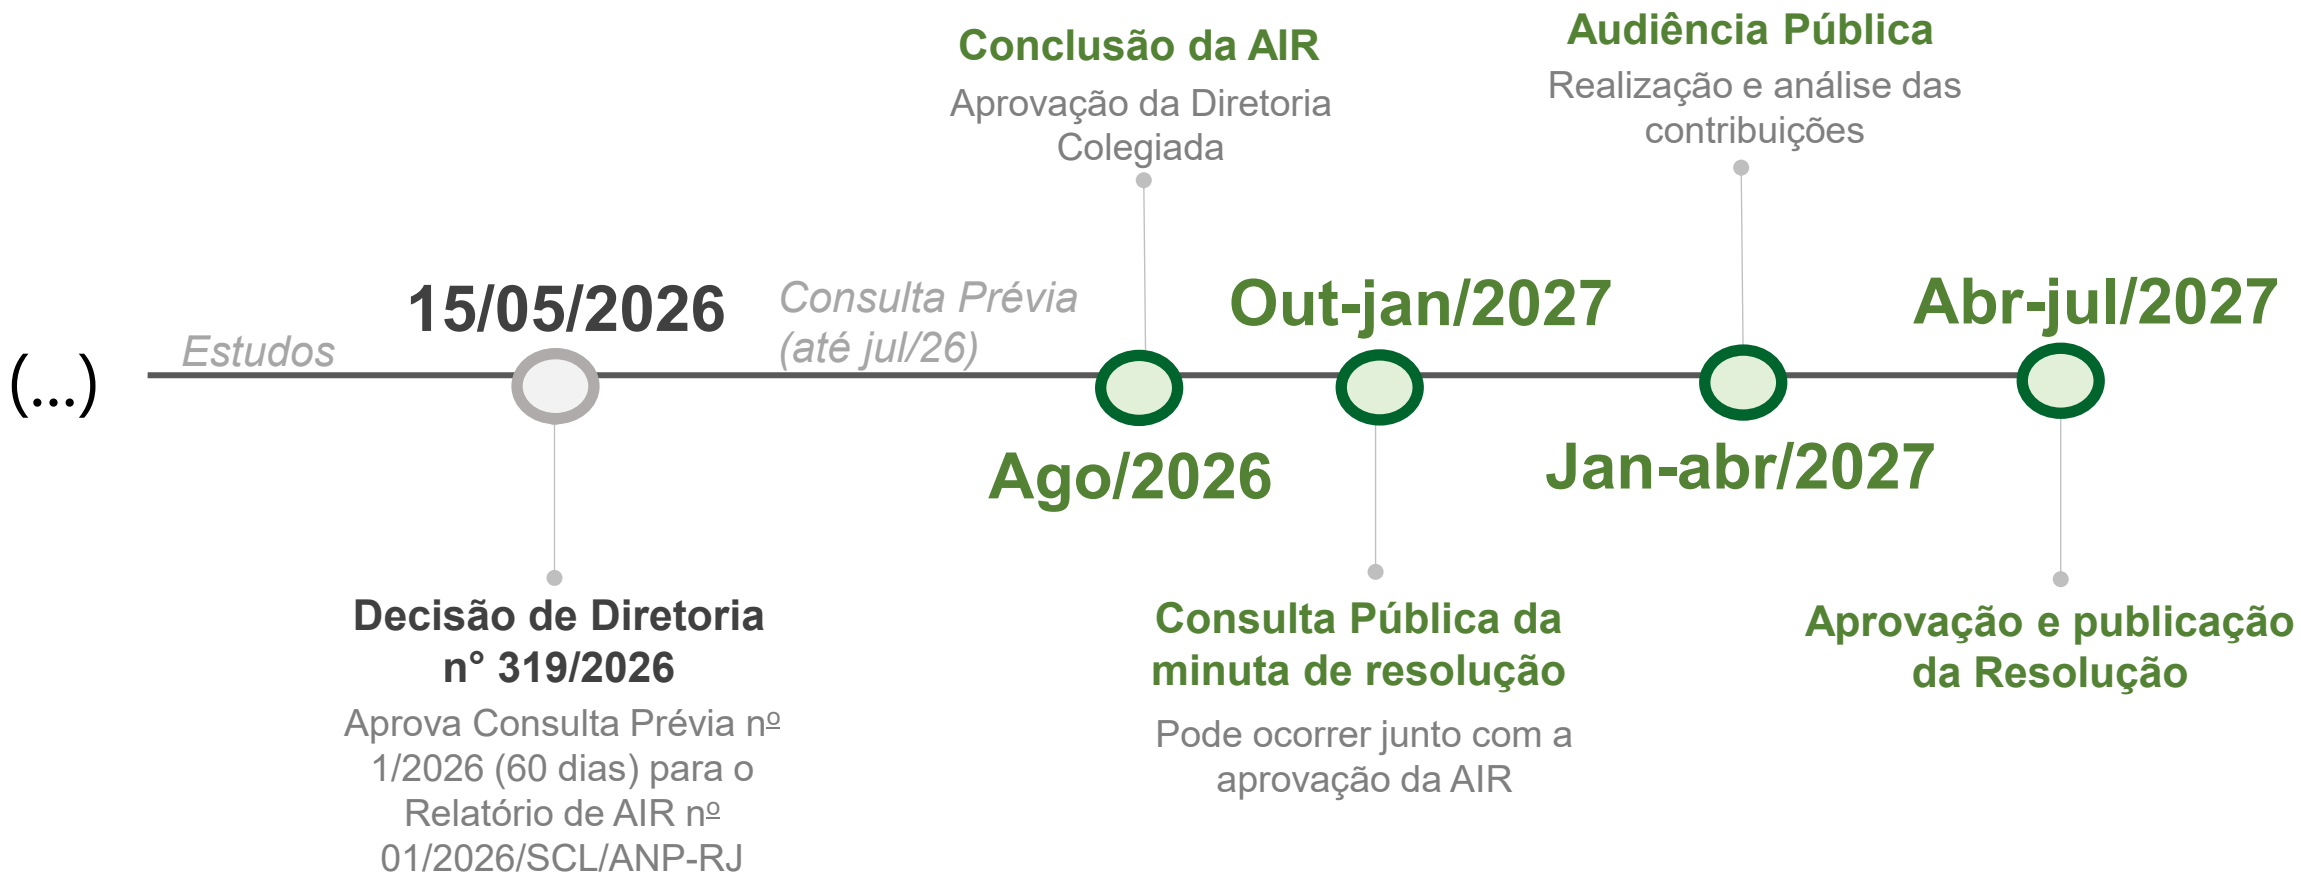 (...)
Estudos
15/05/2026
Decisão de Diretoria
n° 319/2026
Aprova Consulta Prévia nº
1/2026 (60 dias) para o
Relatório de AIR nº
01/2026/SCL/ANP-RJ
Consulta Prévia
(até jul/26)
Conclusão da AIR
Aprovação da Diretoria
Colegiada
Ago/2026
Out-jan/2027
Consulta Pública da
minuta de resolução
Pode ocorrer junto com a
aprovação da AIR
Audiência Pública
Realização e análise das
contribuições
Jan-abr/2027
Abr-jul/2027
Aprovação e publicação
da Resolução